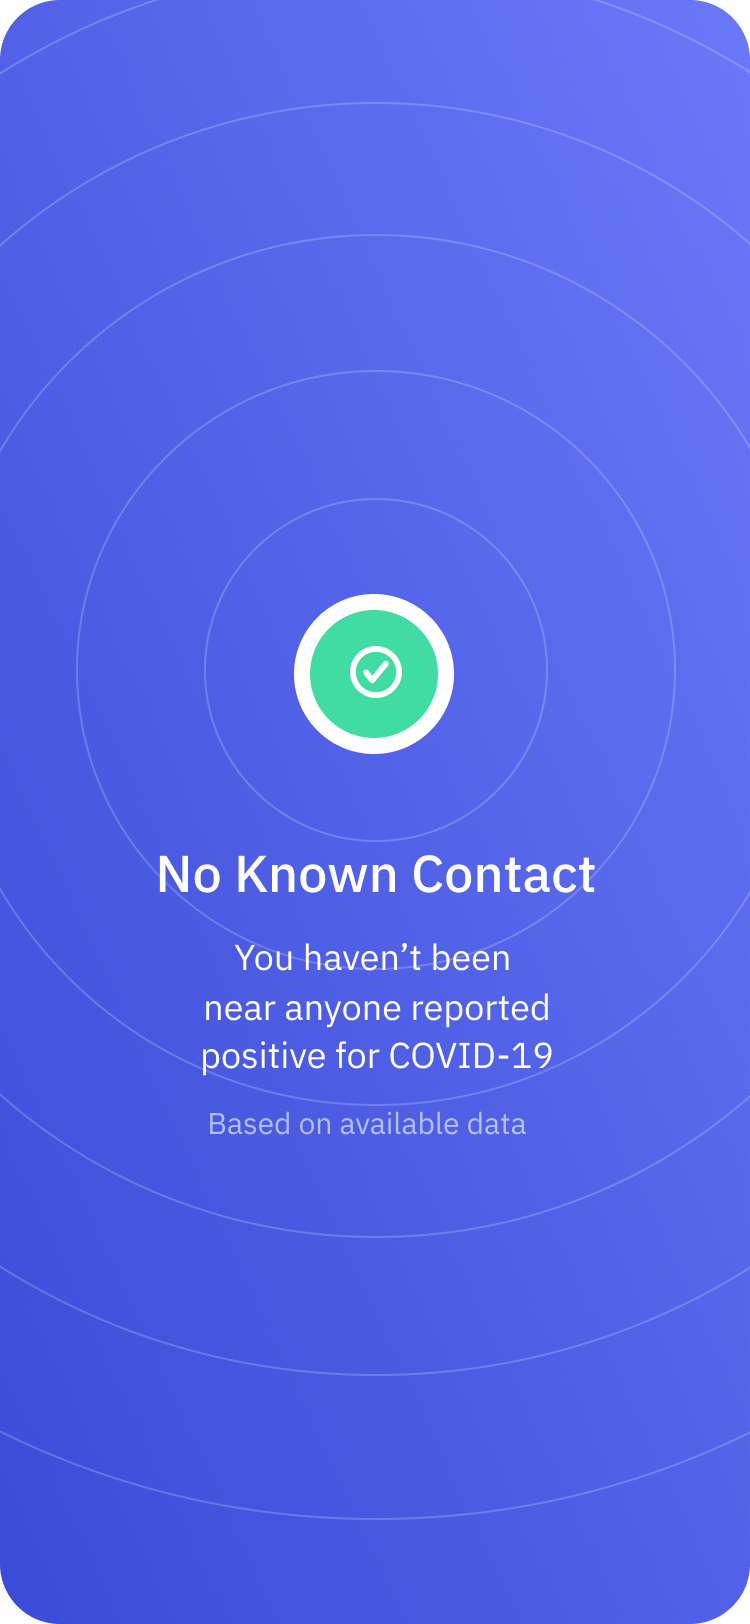 No Known Contact
You haven’t been
near anyone reported
positive for COVID-19
Based on available data